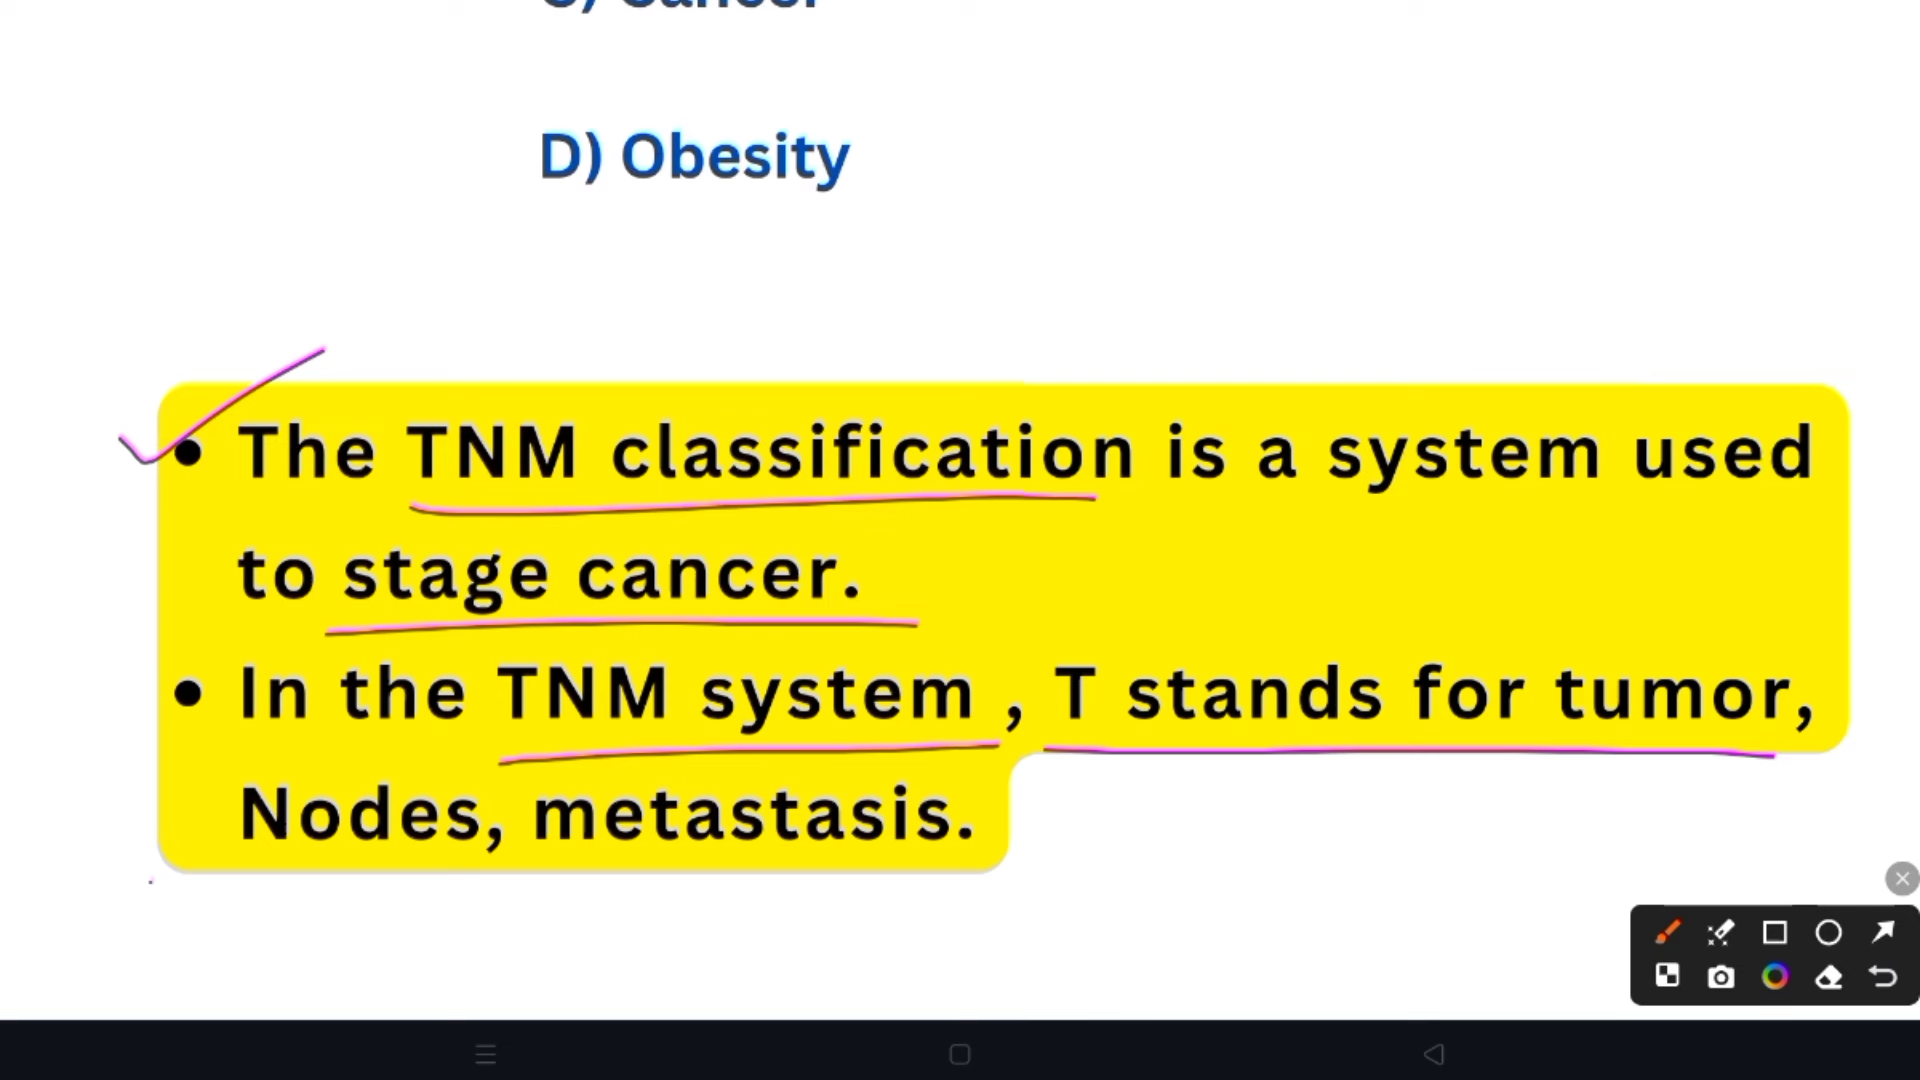 C) Cancer
D) Obesity
• The TNM classification is a system used
to stage cancer.
• In the TNM system , T stands for tumor,
Nodes, metastasis.